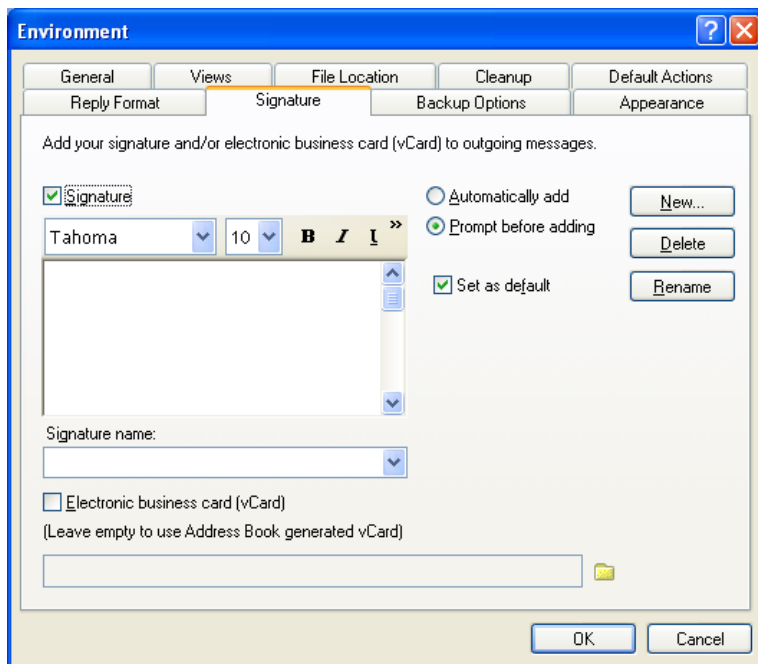 Environment
General Views File Location Cleanup Default Actions
Reply Format Signature Backup Options Appearance
Add your signature and/or electronic business card (vCard) to outgoing messages.
Signature
Automatically add
New...
Tahoma 10 B I U »
Prompt before adding
Delete
Set as default
Rename
Signature name:
Electronic business card (vCard)
(Leave empty to use Address Book generated vCard)
OK Cancel